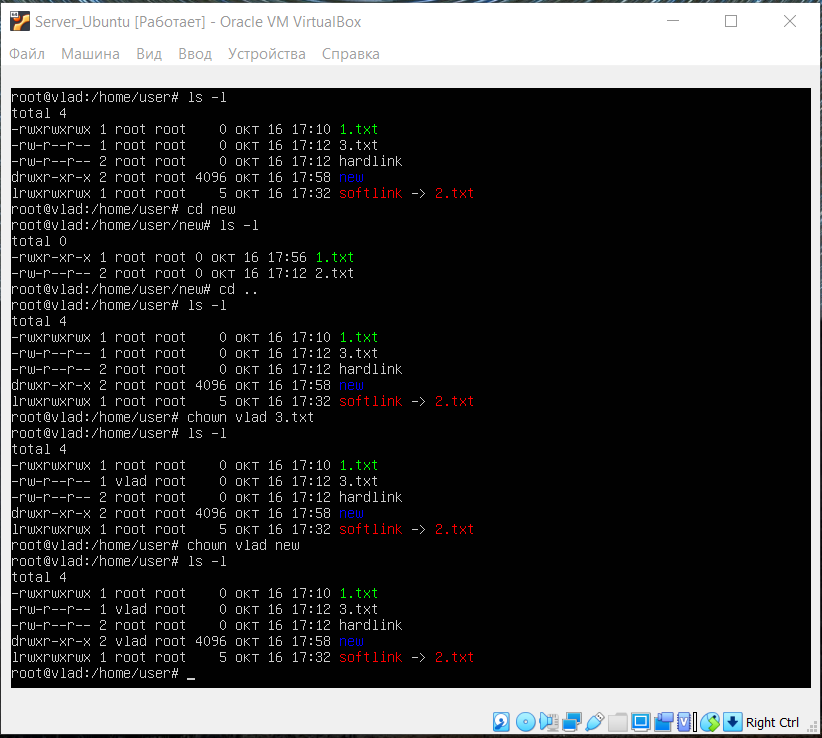 Server_Ubuntu [Работает] - Oracle VM VirtualBox
Файл Машина Вид Ввод Устройства Справка
root@vlad:/home/user# ls -l
total 4
-rwxrwxrwx 1 root root    0 окт 16 17:10 1.txt
-rw-r--r-- 1 root root    0 окт 16 17:12 3.txt
-rw-r--r-- 2 root root    0 окт 16 17:12 hardlink
drwxr-xr-x 2 root root 4096 окт 16 17:58 new
lrwxrwxrwx 1 root root    5 окт 16 17:32 softlink -> 2.txt
root@vlad:/home/user# cd new
root@vlad:/home/user/new# ls -l
total 0
-rwxr-xr-x 1 root root 0 окт 16 17:56 1.txt
-rw-r--r-- 2 root root 0 окт 16 17:12 2.txt
root@vlad:/home/user/new# cd ..
root@vlad:/home/user# ls -l
total 4
-rwxrwxrwx 1 root root    0 окт 16 17:10 1.txt
-rw-r--r-- 1 root root    0 окт 16 17:12 3.txt
-rw-r--r-- 2 root root    0 окт 16 17:12 hardlink
drwxr-xr-x 2 root root 4096 окт 16 17:58 new
lrwxrwxrwx 1 root root    5 окт 16 17:32 softlink -> 2.txt
root@vlad:/home/user# chown vlad 3.txt
root@vlad:/home/user# ls -l
total 4
-rwxrwxrwx 1 root root    0 окт 16 17:10 1.txt
-rw-r--r-- 1 vlad root    0 окт 16 17:12 3.txt
-rw-r--r-- 2 root root    0 окт 16 17:12 hardlink
drwxr-xr-x 2 root root 4096 окт 16 17:58 new
lrwxrwxrwx 1 root root    5 окт 16 17:32 softlink -> 2.txt
root@vlad:/home/user# chown vlad new
root@vlad:/home/user# ls -l
total 4
-rwxrwxrwx 1 root root    0 окт 16 17:10 1.txt
-rw-r--r-- 1 vlad root    0 окт 16 17:12 3.txt
-rw-r--r-- 2 root root    0 окт 16 17:12 hardlink
drwxr-xr-x 2 vlad root 4096 окт 16 17:58 new
lrwxrwxrwx 1 root root    5 окт 16 17:32 softlink -> 2.txt
root@vlad:/home/user# _
Right Ctrl